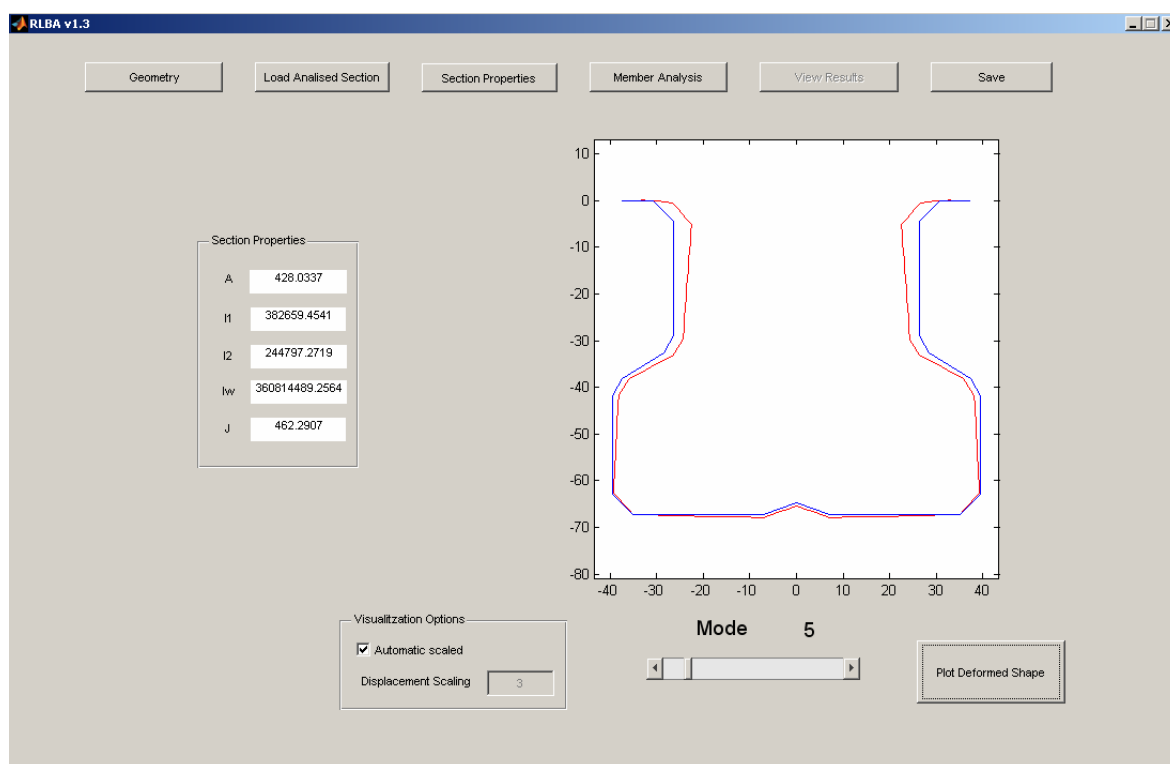 RLBA v1.3
Geometry
Load Analised Section
Section Properties
Member Analysis
View Results
Save
Section Properties
A 428.0337
I1 382659.4541
I2 244797.2719
Iw 360814489.2564
J 462.2907
10
0
-10
-20
-30
-40
-50
-60
-70
-80
-40 -30 -20 -10 0 10 20 30 40
Mode 5
Visualitzation Options
Automatic scaled
Displacement Scaling 3
Plot Deformed Shape